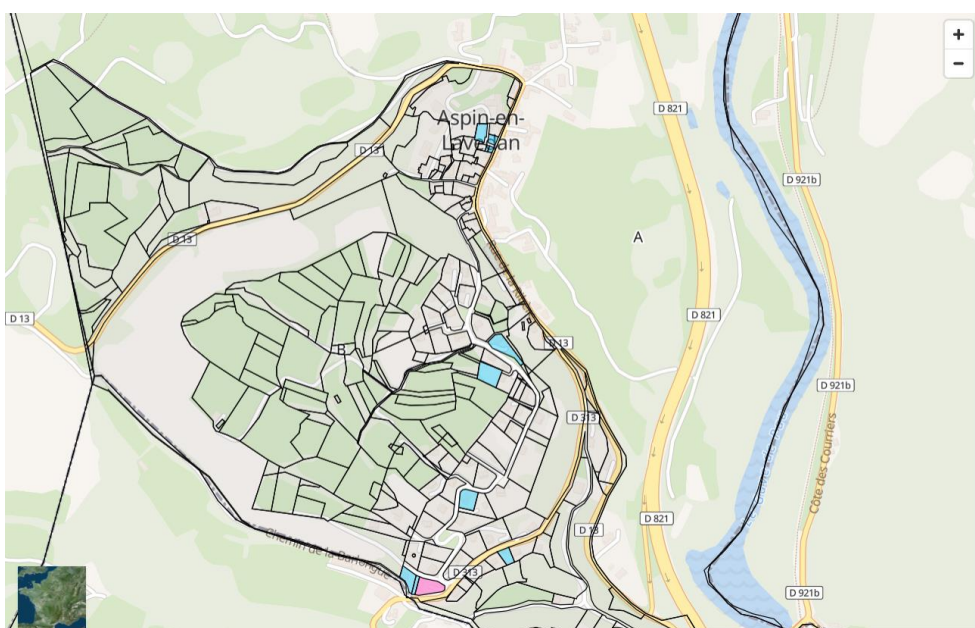 +
−
D 821
Aspin-en-
Lavedan
D 13
D 921b
A
D 13
D 821
D 13
D 13
B
D 921b
D 313
Côte des Courriers
D 821
D 13
Chemin de la Barlongue
D 313
D 921b